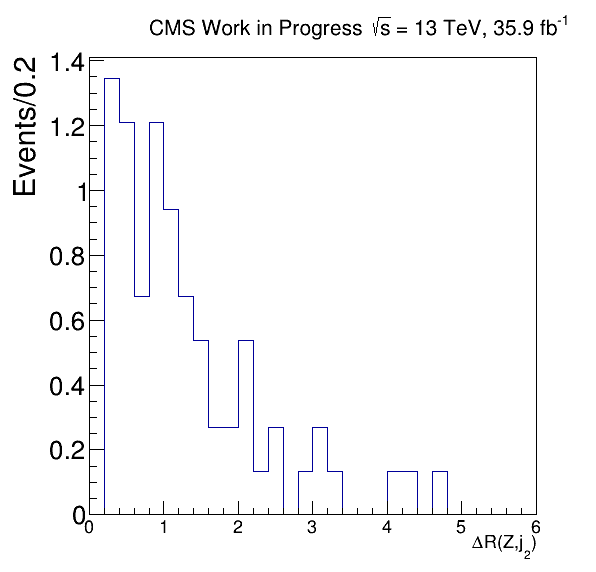 CMS Work in Progress √s = 13 TeV, 35.9 fb⁻¹
Events/0.2
1.4
1.2
1
0.8
0.6
0.4
0.2
0
0 1 2 3 4 5 6
ΔR(Z,j₂)